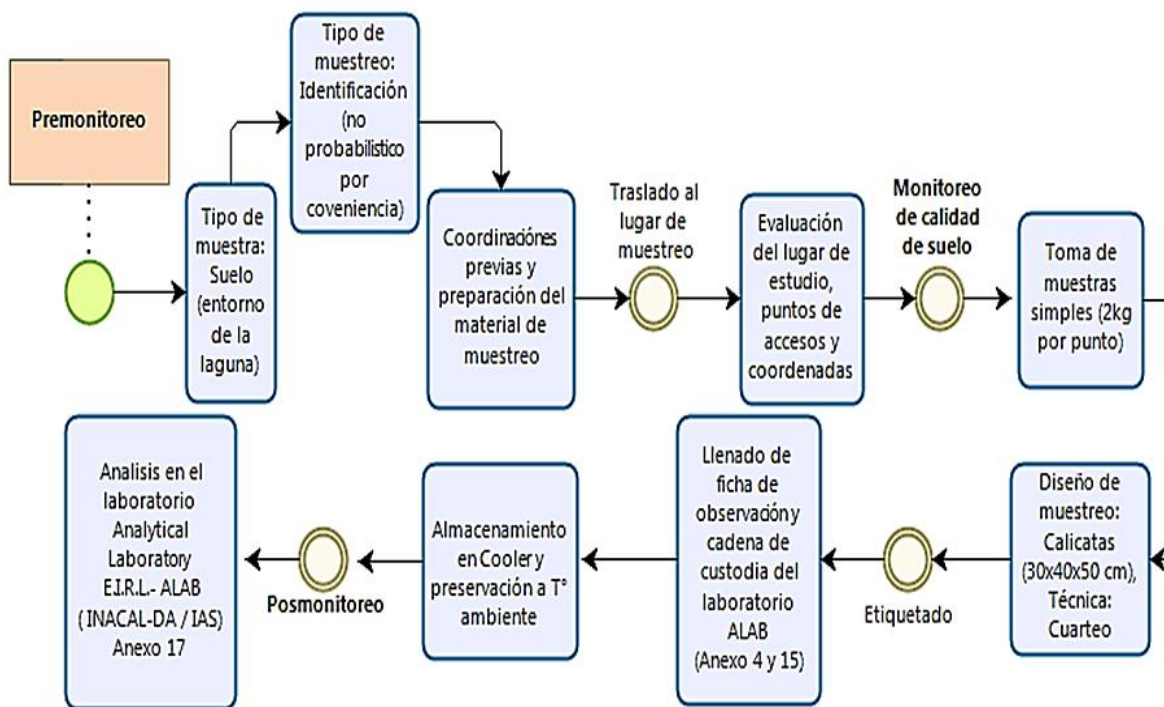 Premonitoreo
Tipo de
muestra:
Suelo
(entorno
de la
laguna)
Tipo de
muestreo:
Identificación
(no
probabilistico
por
coveniencia)
Coordinaciónes
previas y
preparación del
material de
muestreo
Traslado al
lugar de
muestreo
Evaluación
del lugar de
estudio,
puntos de
accesos y
coordenadas
Monitoreo
de calidad
de suelo
Toma de
muestras
simples (2kg
por punto)
Diseño de
muestreo:
Calicatas
(30x40x50 cm),
Técnica:
Cuarteo
Etiquetado
Llenado de
ficha de
observación y
cadena de
custodia del
laboratorio
ALAB
(Anexo 4 y 15)
Almacenamiento
en Cooler y
preservación a T°
ambiente
Posmonitoreo
Analisis en el
laboratorio
Analytical
Laboratory
E.I.R.L.- ALAB
( INACAL-DA / IAS)
Anexo 17